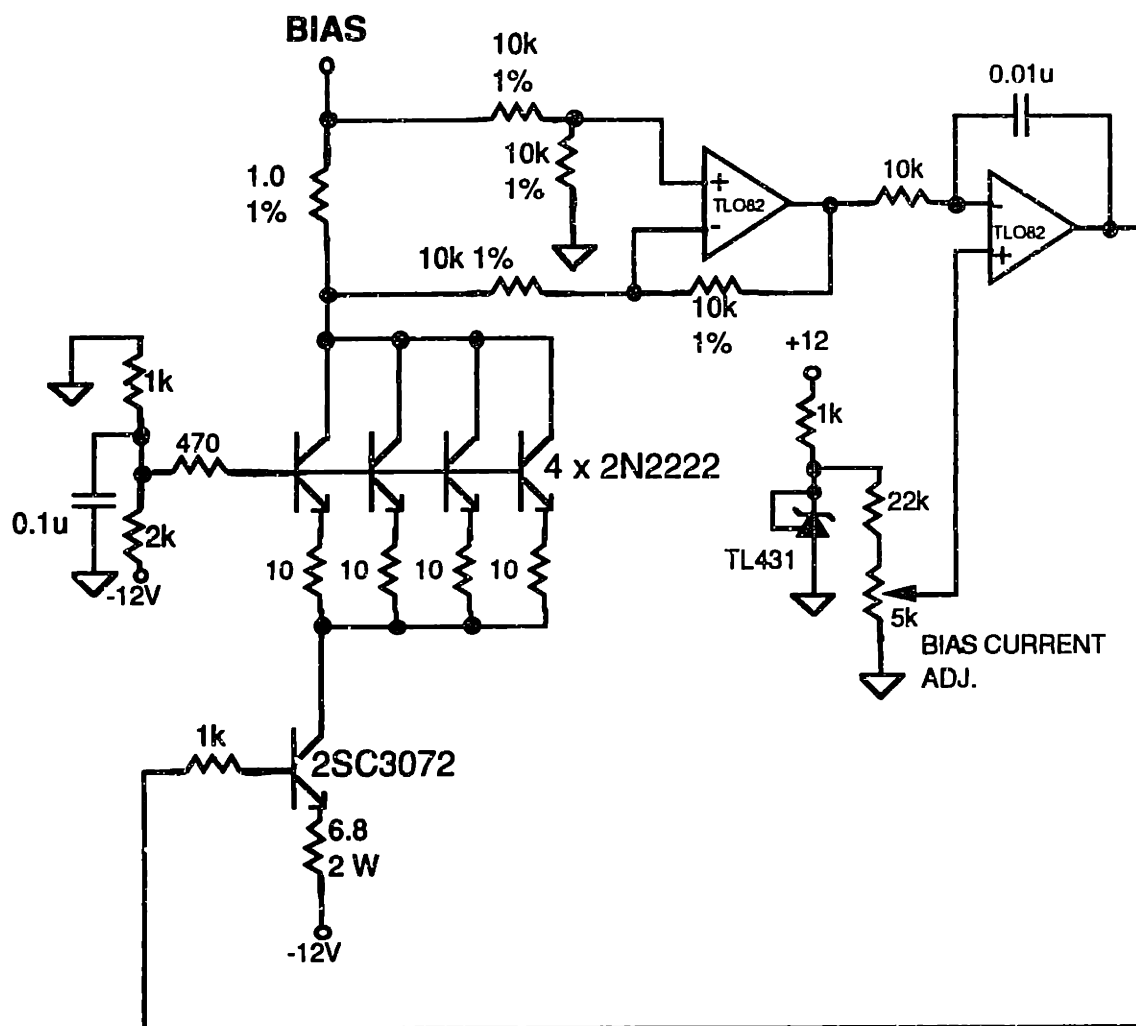 BIAS
10k
1%
0.01u
10k
1%
1.0
1%
10k
+
TLO82
-
-
TLO82
+
10k 1%
10k
1%
+12
1k
1k
470
4 x 2N2222
22k
0.1u
2k
TL431
-12V
10
10
10
10
5k
BIAS CURRENT
ADJ.
1k
2SC3072
6.8
2 W
-12V